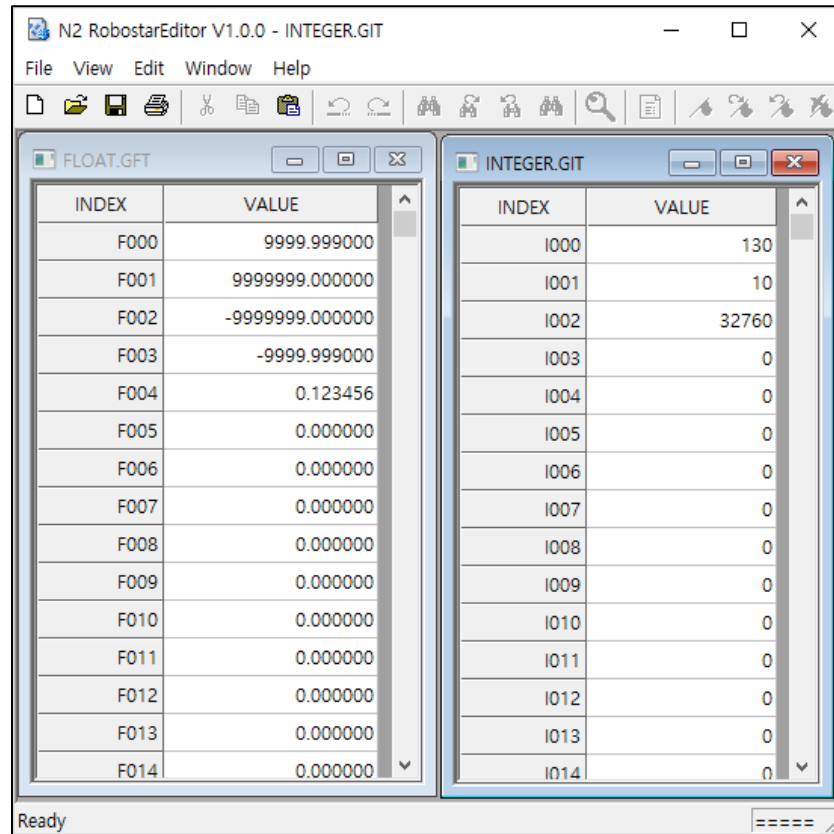 N2 RobostarEditor V1.0.0 - INTEGER.GIT
File View Edit Window Help
FLOAT.GFT
INDEX VALUE
F000 9999.999000
F001 9999999.000000
F002 -9999999.000000
F003 -9999.999000
F004 0.123456
F005 0.000000
F006 0.000000
F007 0.000000
F008 0.000000
F009 0.000000
F010 0.000000
F011 0.000000
F012 0.000000
F013 0.000000
F014 0.000000
INTEGER.GIT
INDEX VALUE
I000 130
I001 10
I002 32760
I003 0
I004 0
I005 0
I006 0
I007 0
I008 0
I009 0
I010 0
I011 0
I012 0
I013 0
I014 0
Ready =====